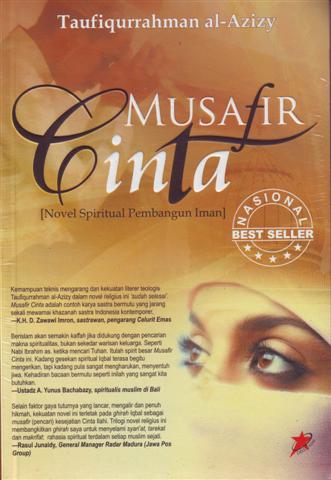 Taufiqurrahman al-Azizy
MUSAFIR
Cinta
[Novel Spiritual Pembangun Iman]
NASIONAL
BEST SELLER
Kemampuan teknis mengarang dan kekuatan literer teologis
Taufiqurrahman al-Azizy dalam novel religius ini 'sudah selesai'.
Musafir Cinta adalah contoh karya sastra bermutu yang jarang
sekali mewarnai khazanah sastra Indonesia kontemporer.
—K.H. D. Zawawi Imron, sastrawan, pengarang Celurit Emas
Berislam akan semakin kaffah jika didukung dengan pencarian
makna spiritualitas, bukan sekedar warisan keluarga. Seperti
Nabi Ibrahim as. ketika mencari Tuhan. Itulah spirit besar Musafir
Cinta ini. Kadang gesekan spiritual Iqbal terasa begitu
mengerikan, tapi kadang pula sangat mengharukan, menyentuh
jiwa. Kehadiran bacaan bermutu seperti inilah yang sangat kita
butuhkan.
—Ustadz A. Yunus Bachabazy, spiritualis muslim di Bali
Selain faktor gaya tuturnya yang lancar, mengalir dan penuh
hikmah, kekuatan novel ini terletak pada ghirah Iqbal sebagai
musafir (pencari) kesejatian Cinta Ilahi. Trilogi novel religius ini
membangkitkan ghirah saya untuk menyelami syari'at, tarekat
dan makrifat, rahasia spiritual terdalam setiap muslim sejati.
—Rasul Junaidy, General Manager Radar Madura (Jawa Pos
Group)